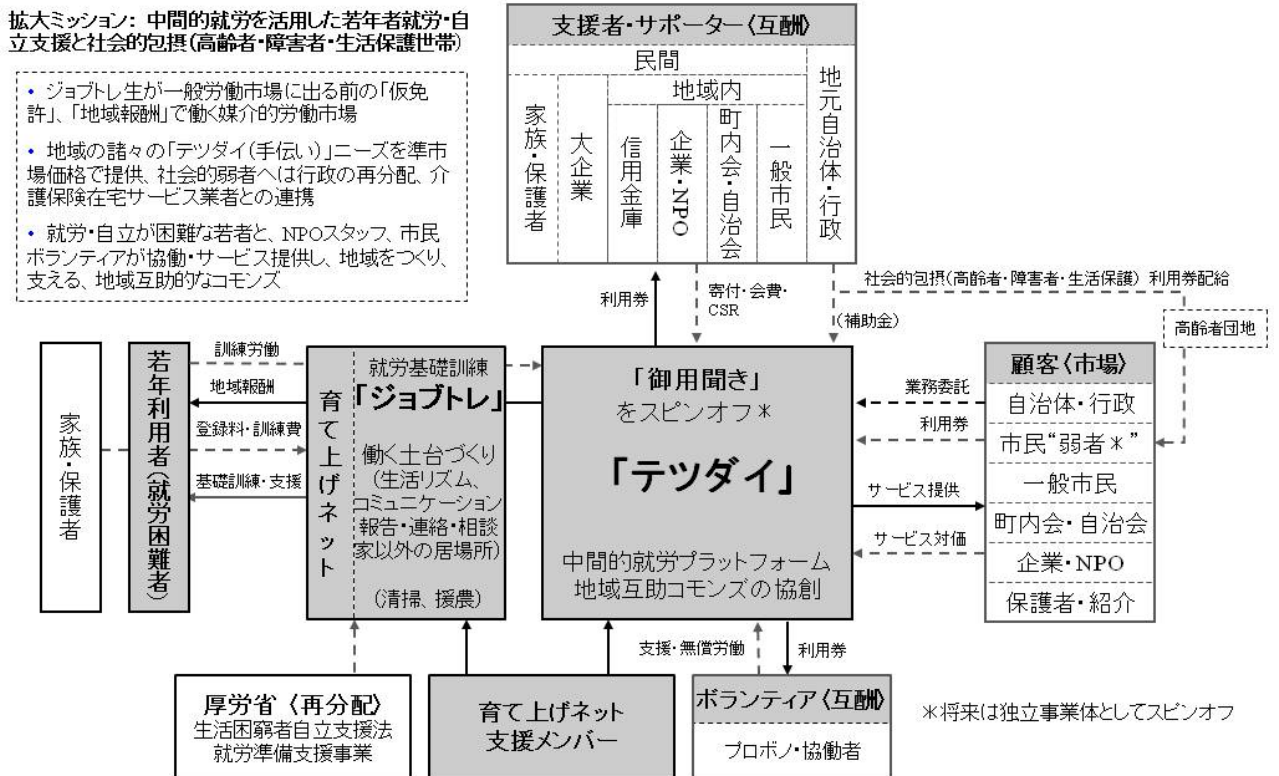 拡大ミッション: 中間的就労を活用した若年者就労・自
立支援と社会的包摂(高齢者・障害者・生活保護世帯)
• ジョブトレ生が一般労働市場に出る前の「仮免
許」、「地域報酬」で働く媒介的労働市場
• 地域の諸々の「テツダイ(手伝い)」ニーズを準市
場価格で提供、社会的弱者へは行政の再分配、介
護保険在宅サービス業者との連携
• 就労・自立が困難な若者と、NPOスタッフ、市民
ボランティアが協働・サービス提供し、地域をつくり、
支える、地域互助的なコモンズ
支援者・サポーター〈互酬〉
民間
地域内
家族・保護者
大企業
信用金庫
企業・NPO
町内会・自治会
一般市民
地元自治体・行政
利用券
寄付・会費・
CSR
(補助金)
社会的包摂(高齢者・障害者・生活保護) 利用券配給
高齢者団地
家族・保護者
若年利用者(就労困難者)
訓練労働
地域報酬
登録料・訓練費
基礎訓練・支援
育て上げネット
就労基礎訓練
「ジョブトレ」
働く土台づくり
(生活リズム、
コミュニケーション
報告・連絡・相談
家以外の居場所)
(清掃、援農)
「御用聞き」
をスピンオフ*
「テツダイ」
中間的就労プラットフォーム
地域互助コモンズの協創
業務委託
利用券
サービス提供
サービス対価
顧客〈市場〉
自治体・行政
市民“弱者*”
一般市民
町内会・自治会
企業・NPO
保護者・紹介
支援・無償労働
利用券
厚労省〈再分配〉
生活困窮者自立支援法
就労準備支援事業
育て上げネット
支援メンバー
ボランティア〈互酬〉
プロボノ・協働者
*将来は独立事業体としてスピンオフ